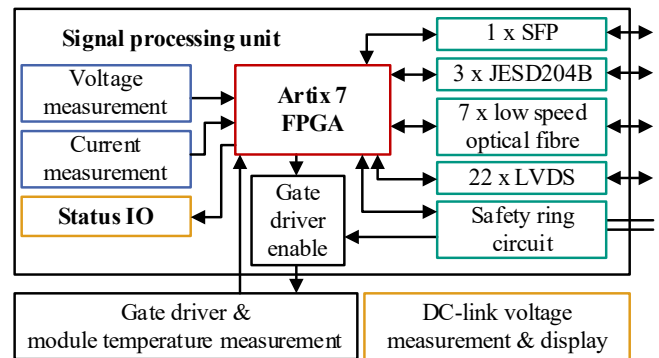 Signal processing unit
Voltage
measurement
Current
measurement
Status IO
Artix 7
FPGA
Gate
driver
enable
1 x SFP
3 x JESD204B
7 x low speed
optical fibre
22 x LVDS
Safety ring
circuit
Gate driver &
module temperature measurement
DC-link voltage
measurement & display